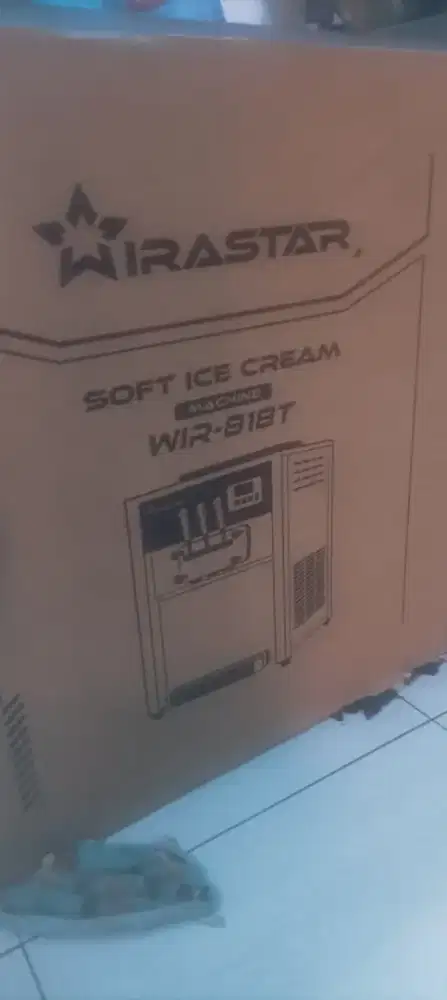 WIRASTAR
SOFT ICE CREAM
MACHINE
WIR-818T